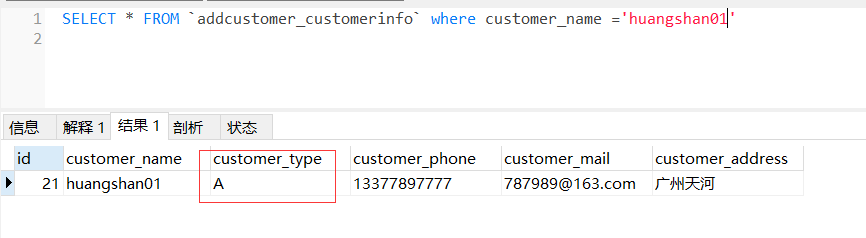 1 SELECT * FROM `addcustomer_customerinfo` where customer_name ='huangshan01'
2
信息 解释 1 结果 1 剖析 状态
id customer_name customer_type customer_phone customer_mail customer_address
21 huangshan01 A 13377897777 787989@163.com 广州天河